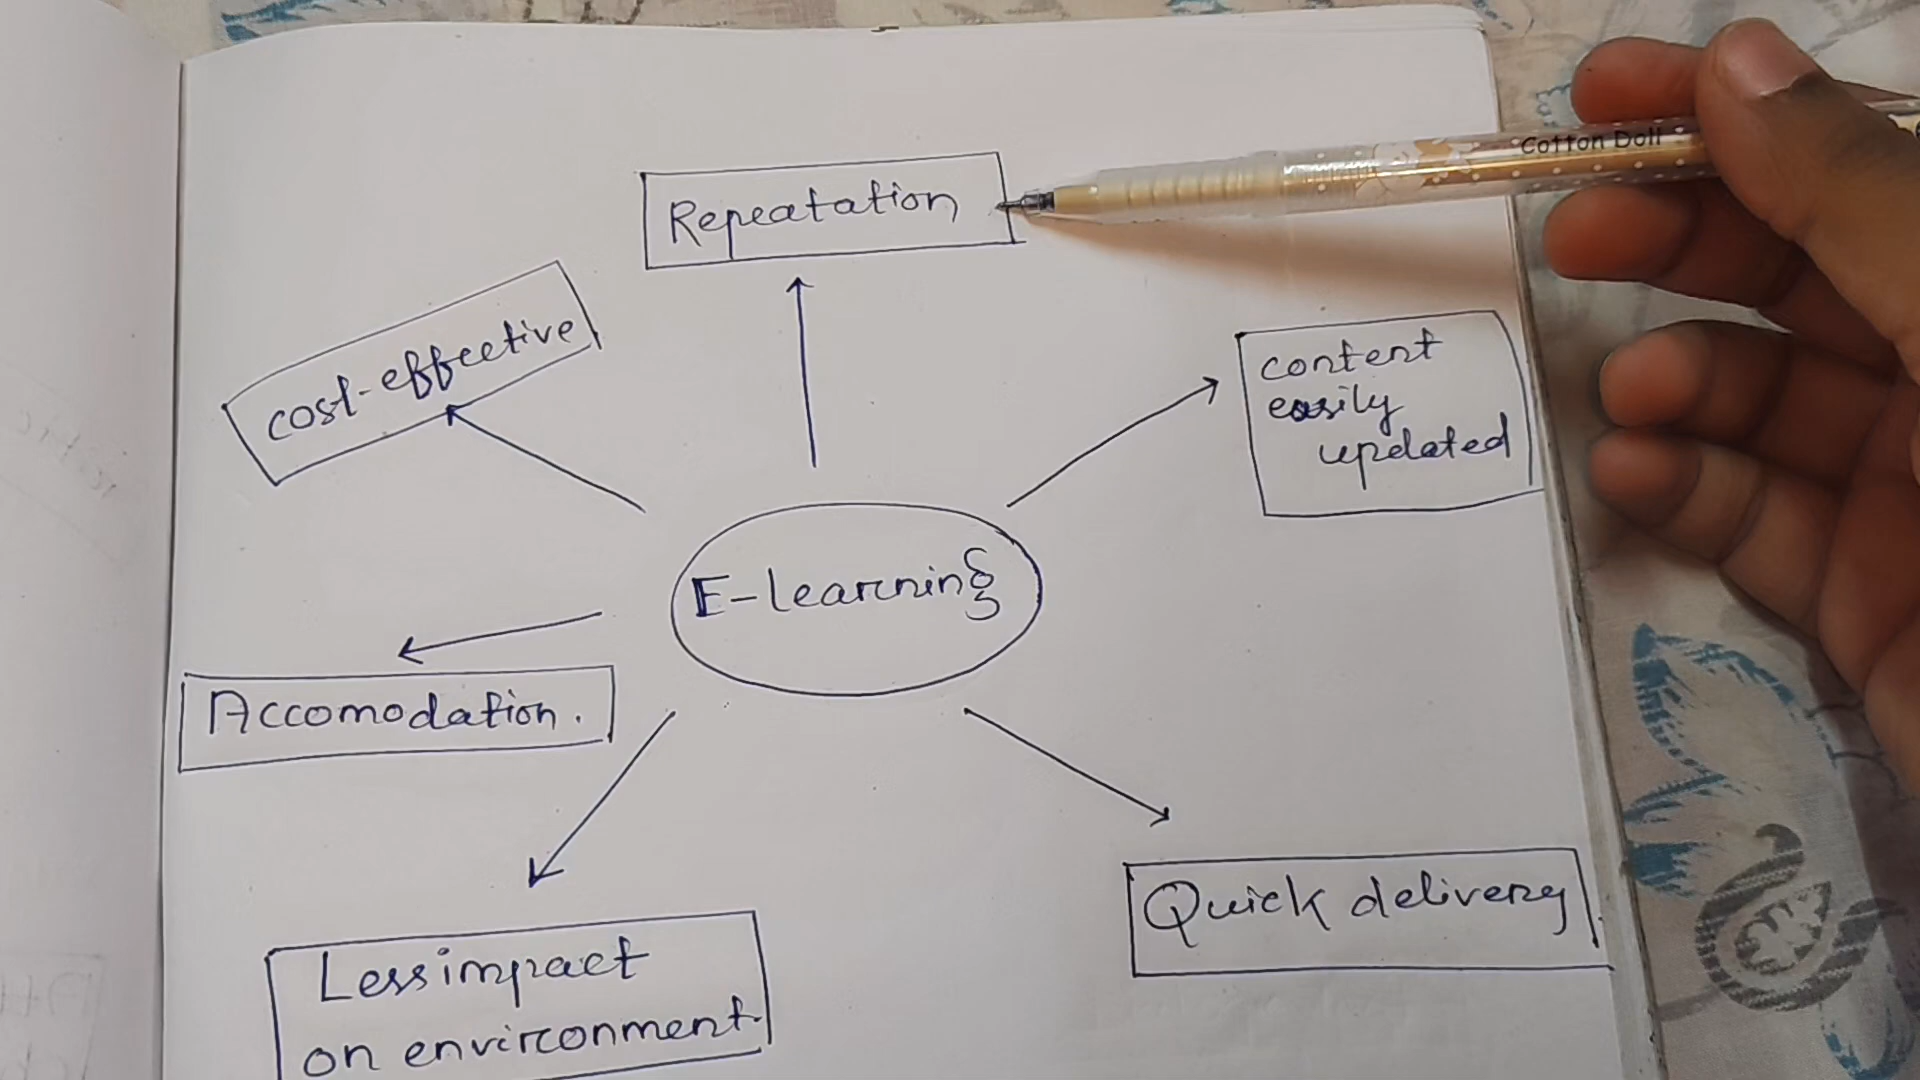 Repeatation
Cotton Doll
cost-effective
content
easily
updated
E-learning
Accomodation.
Quick delivery
Less impact
on environment.